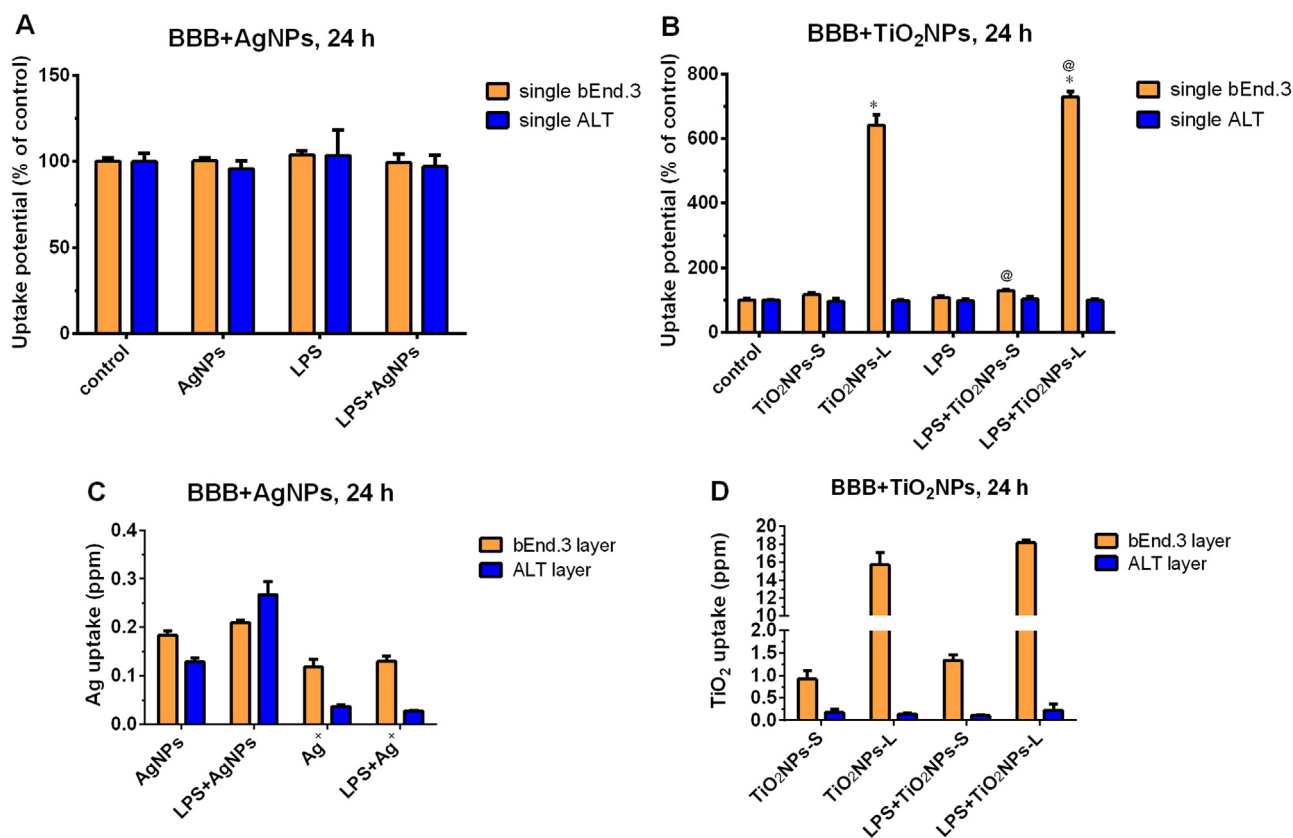 A
BBB+AgNPs, 24 h
Uptake potential (% of control)
150
100
50
0
control
AgNPs
LPS
LPS+AgNPs
single bEnd.3
single ALT
B
BBB+TiO₂NPs, 24 h
Uptake potential (% of control)
800
600
400
200
0
*
@
@
*
control
TiO₂NPs-S
TiO₂NPs-L
LPS
LPS+TiO₂NPs-S
LPS+TiO₂NPs-L
single bEnd.3
single ALT
C
BBB+AgNPs, 24 h
Ag uptake (ppm)
0.4
0.3
0.2
0.1
0.0
AgNPs
LPS+AgNPs
Ag⁺
LPS+Ag⁺
bEnd.3 layer
ALT layer
D
BBB+TiO₂NPs, 24 h
TiO₂ uptake (ppm)
20
18
16
14
12
10
2.0
1.5
1.0
0.5
0.0
TiO₂NPs-S
TiO₂NPs-L
LPS+TiO₂NPs-S
LPS+TiO₂NPs-L
bEnd.3 layer
ALT layer